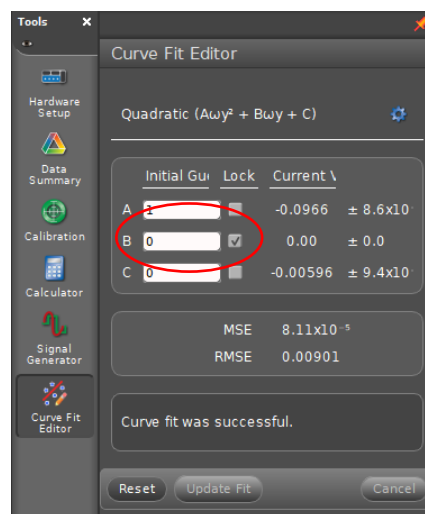 Tools ×
Curve Fit Editor
Hardware
Setup
Quadratic (Aωy² + Bωy + C)
Data
Summary
Initial Gu Lock Current V
A 1 -0.0966 ± 8.6x10
Calibration
B 0 0.00 ± 0.0
C 0 -0.00596 ± 9.4x10
Calculator
MSE 8.11x10⁻⁵
Signal
Generator
RMSE 0.00901
Curve Fit
Editor
Curve fit was successful.
Reset Update Fit Cancel